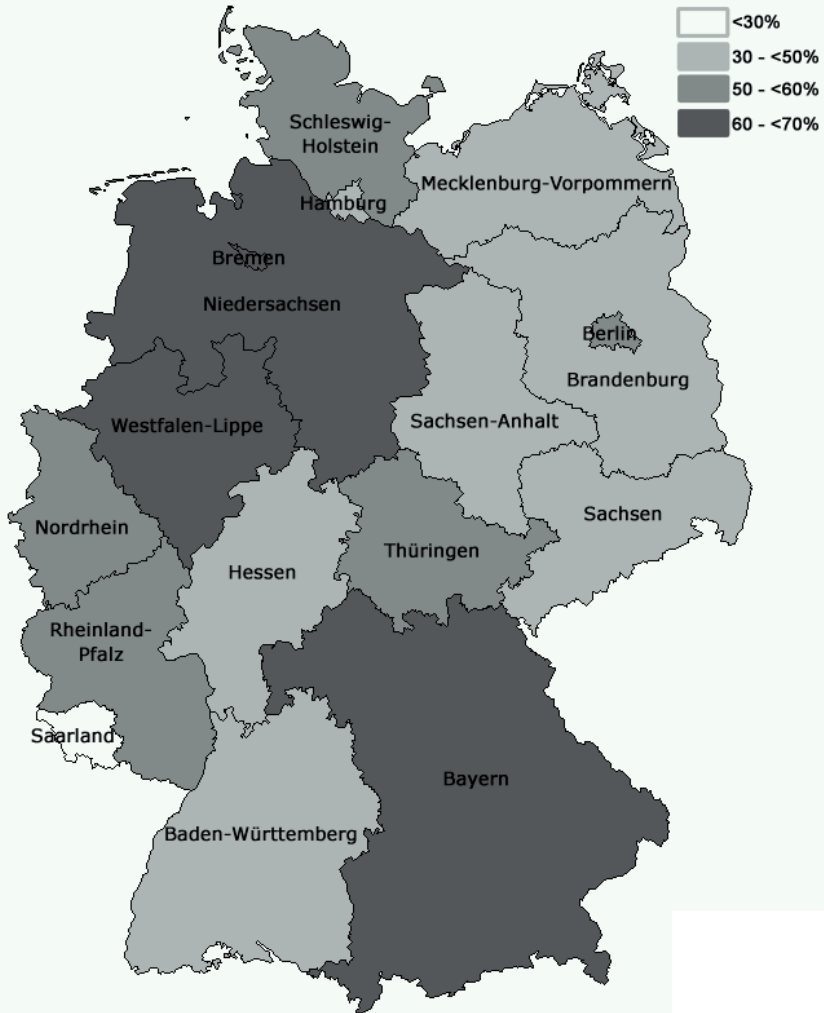 <30%
30 - <50%
50 - <60%
60 - <70%
Schleswig-
Holstein
Mecklenburg-Vorpommern
Hamburg
Bremen
Niedersachsen
Berlin
Brandenburg
Westfalen-Lippe
Sachsen-Anhalt
Nordrhein
Sachsen
Thüringen
Hessen
Rheinland-
Pfalz
Saarland
Bayern
Baden-Württemberg